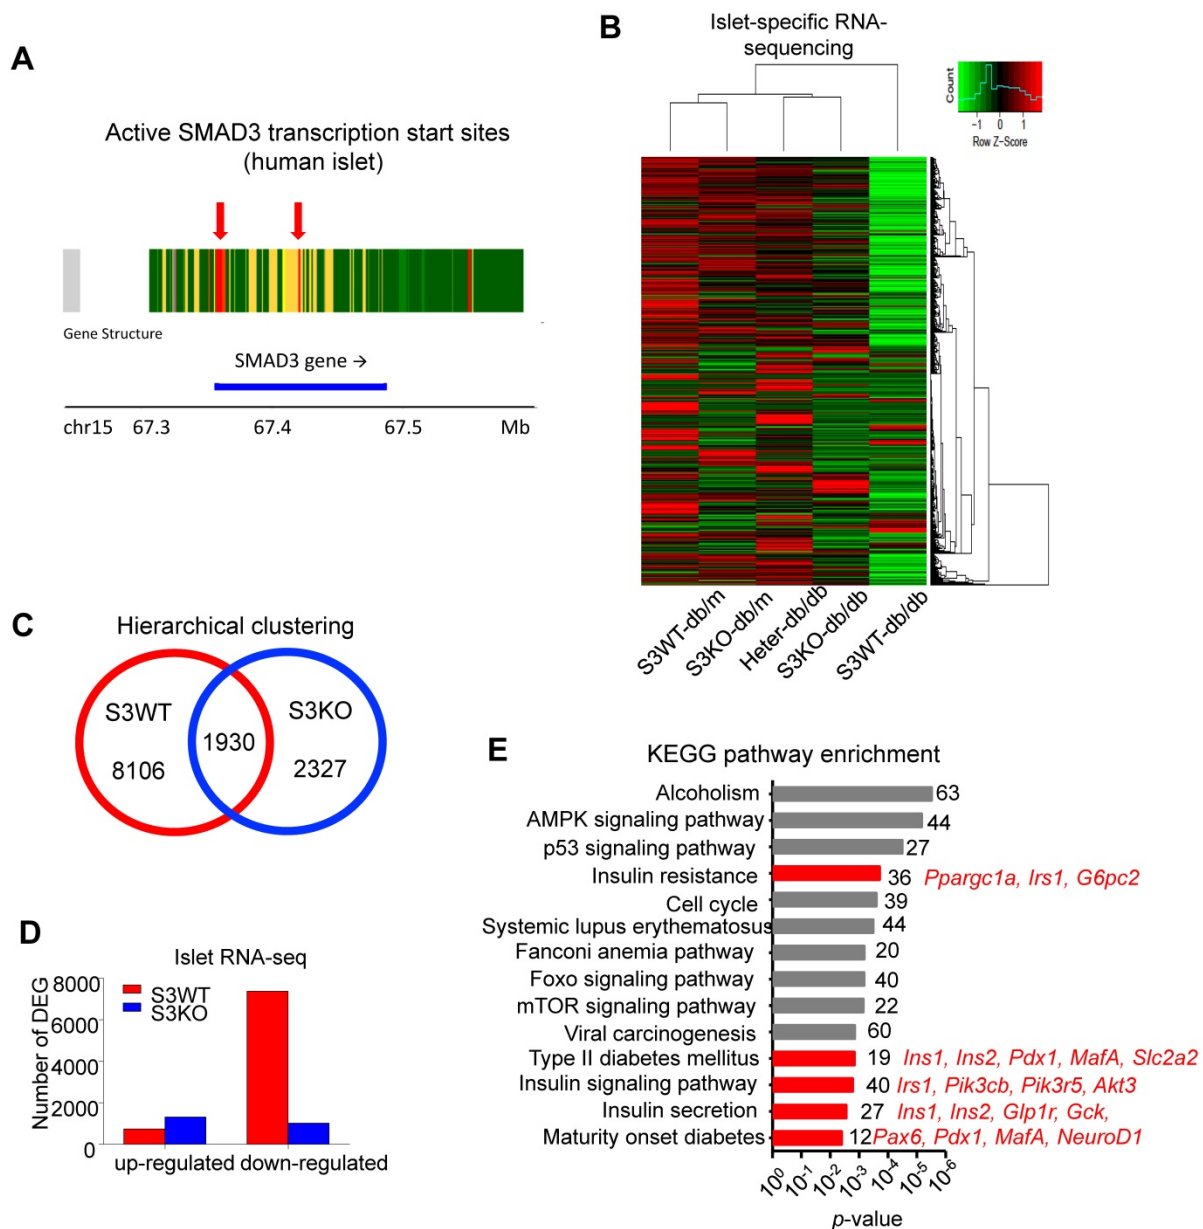 A
Active SMAD3 transcription start sites
(human islet)
Gene Structure
SMAD3 gene →
chr15 67.3 67.4 67.5 Mb
B
Islet-specific RNA-
sequencing
Count
-1 0 1
Row Z-Score
S3WT-db/m
S3KO-db/m
Heter-db/db
S3KO-db/db
S3WT-db/db
C
Hierarchical clustering
S3WT S3KO
1930
8106 2327
D
Islet RNA-seq
Number of DEG
8000
6000
4000
2000
0
S3WT
S3KO
up-regulated down-regulated
E
KEGG pathway enrichment
Alcoholism 63
AMPK signaling pathway 44
p53 signaling pathway 27
Insulin resistance 36 Ppargc1a, Irs1, G6pc2
Cell cycle 39
Systemic lupus erythematosus 44
Fanconi anemia pathway 20
Foxo signaling pathway 40
mTOR signaling pathway 22
Viral carcinogenesis 60
Type II diabetes mellitus 19 Ins1, Ins2, Pdx1, MafA, Slc2a2
Insulin signaling pathway 40 Irs1, Pik3cb, Pik3r5, Akt3
Insulin secretion 27 Ins1, Ins2, Glp1r, Gck,
Maturity onset diabetes 12 Pax6, Pdx1, MafA, NeuroD1
10⁰ 10⁻¹ 10⁻² 10⁻³ 10⁻⁴ 10⁻⁵ 10⁻⁶
p-value